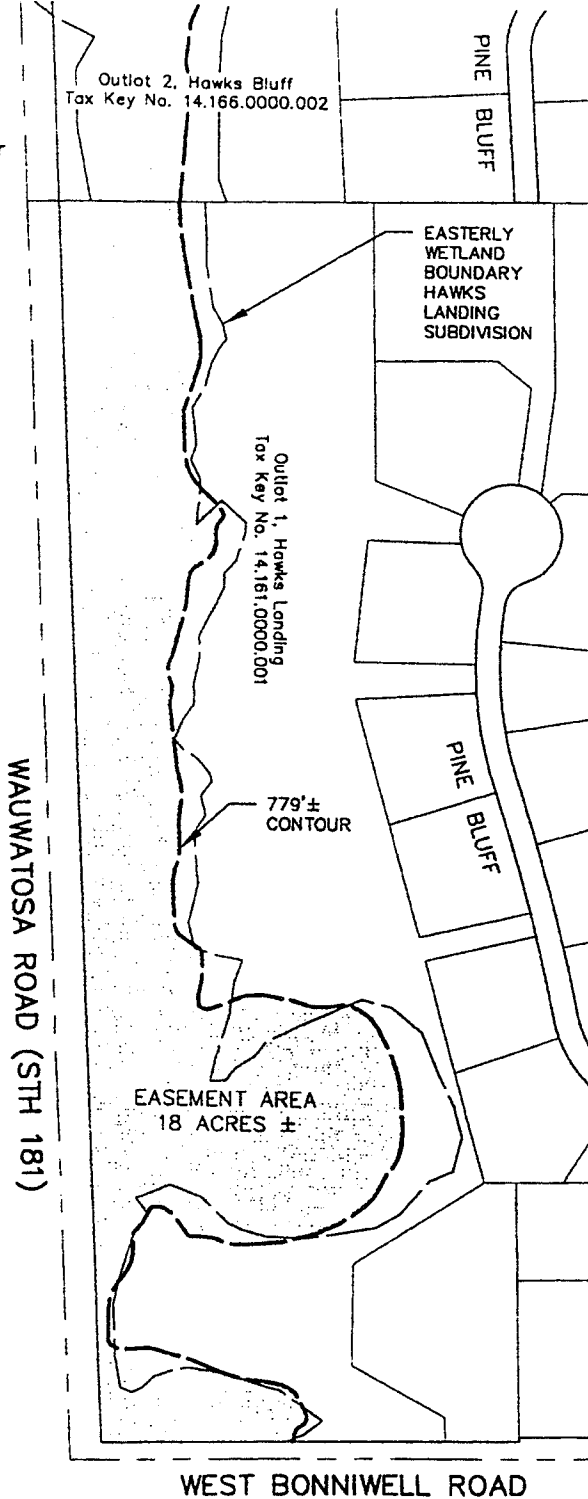 Outlot 2, Hawks Bluff
Tax Key No. 14.166.0000.002
PINE BLUFF
EASTERLY
WETLAND
BOUNDARY
HAWKS
LANDING
SUBDIVISION
Outlot 1, Hawks Landing
Tax Key No. 14.161.0000.001
779'±
CONTOUR
PINE BLUFF
WAUWATOSA ROAD (STH 181)
EASEMENT AREA
18 ACRES ±
WEST BONNIWELL ROAD